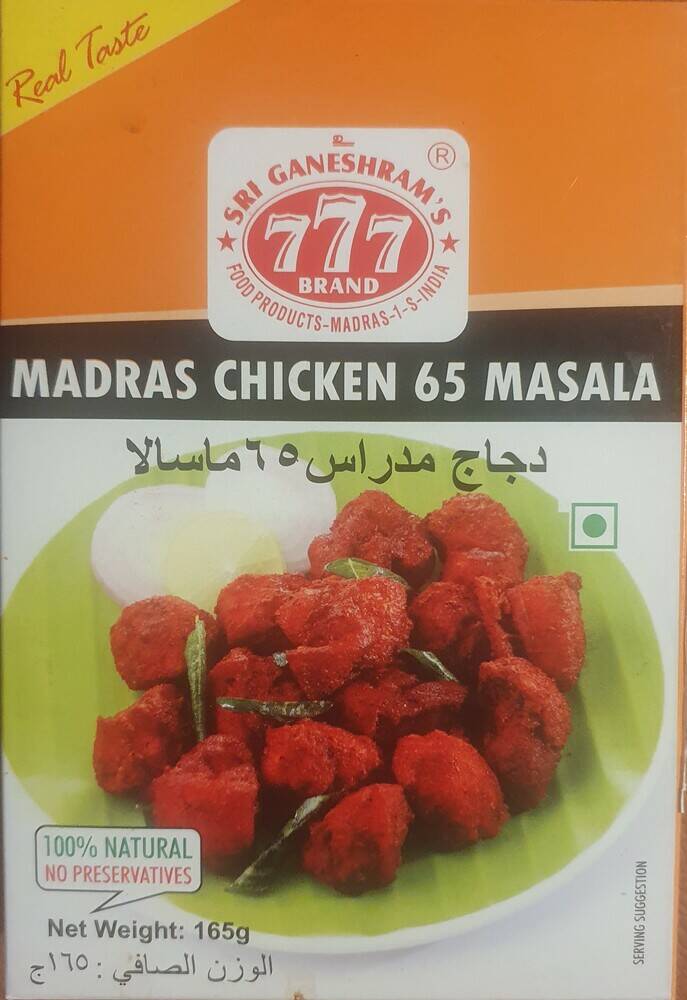 Real Taste
உ
®
SRI GANESHRAM'S
777
BRAND
FOOD PRODUCTS-MADRAS-1-S-INDIA
MADRAS CHICKEN 65 MASALA
دجاج مدراس ٦٥ ماسالا
100% NATURAL
NO PRESERVATIVES
Net Weight: 165g
الوزن الصافي : ١٦٥ج
SERVING SUGGESTION